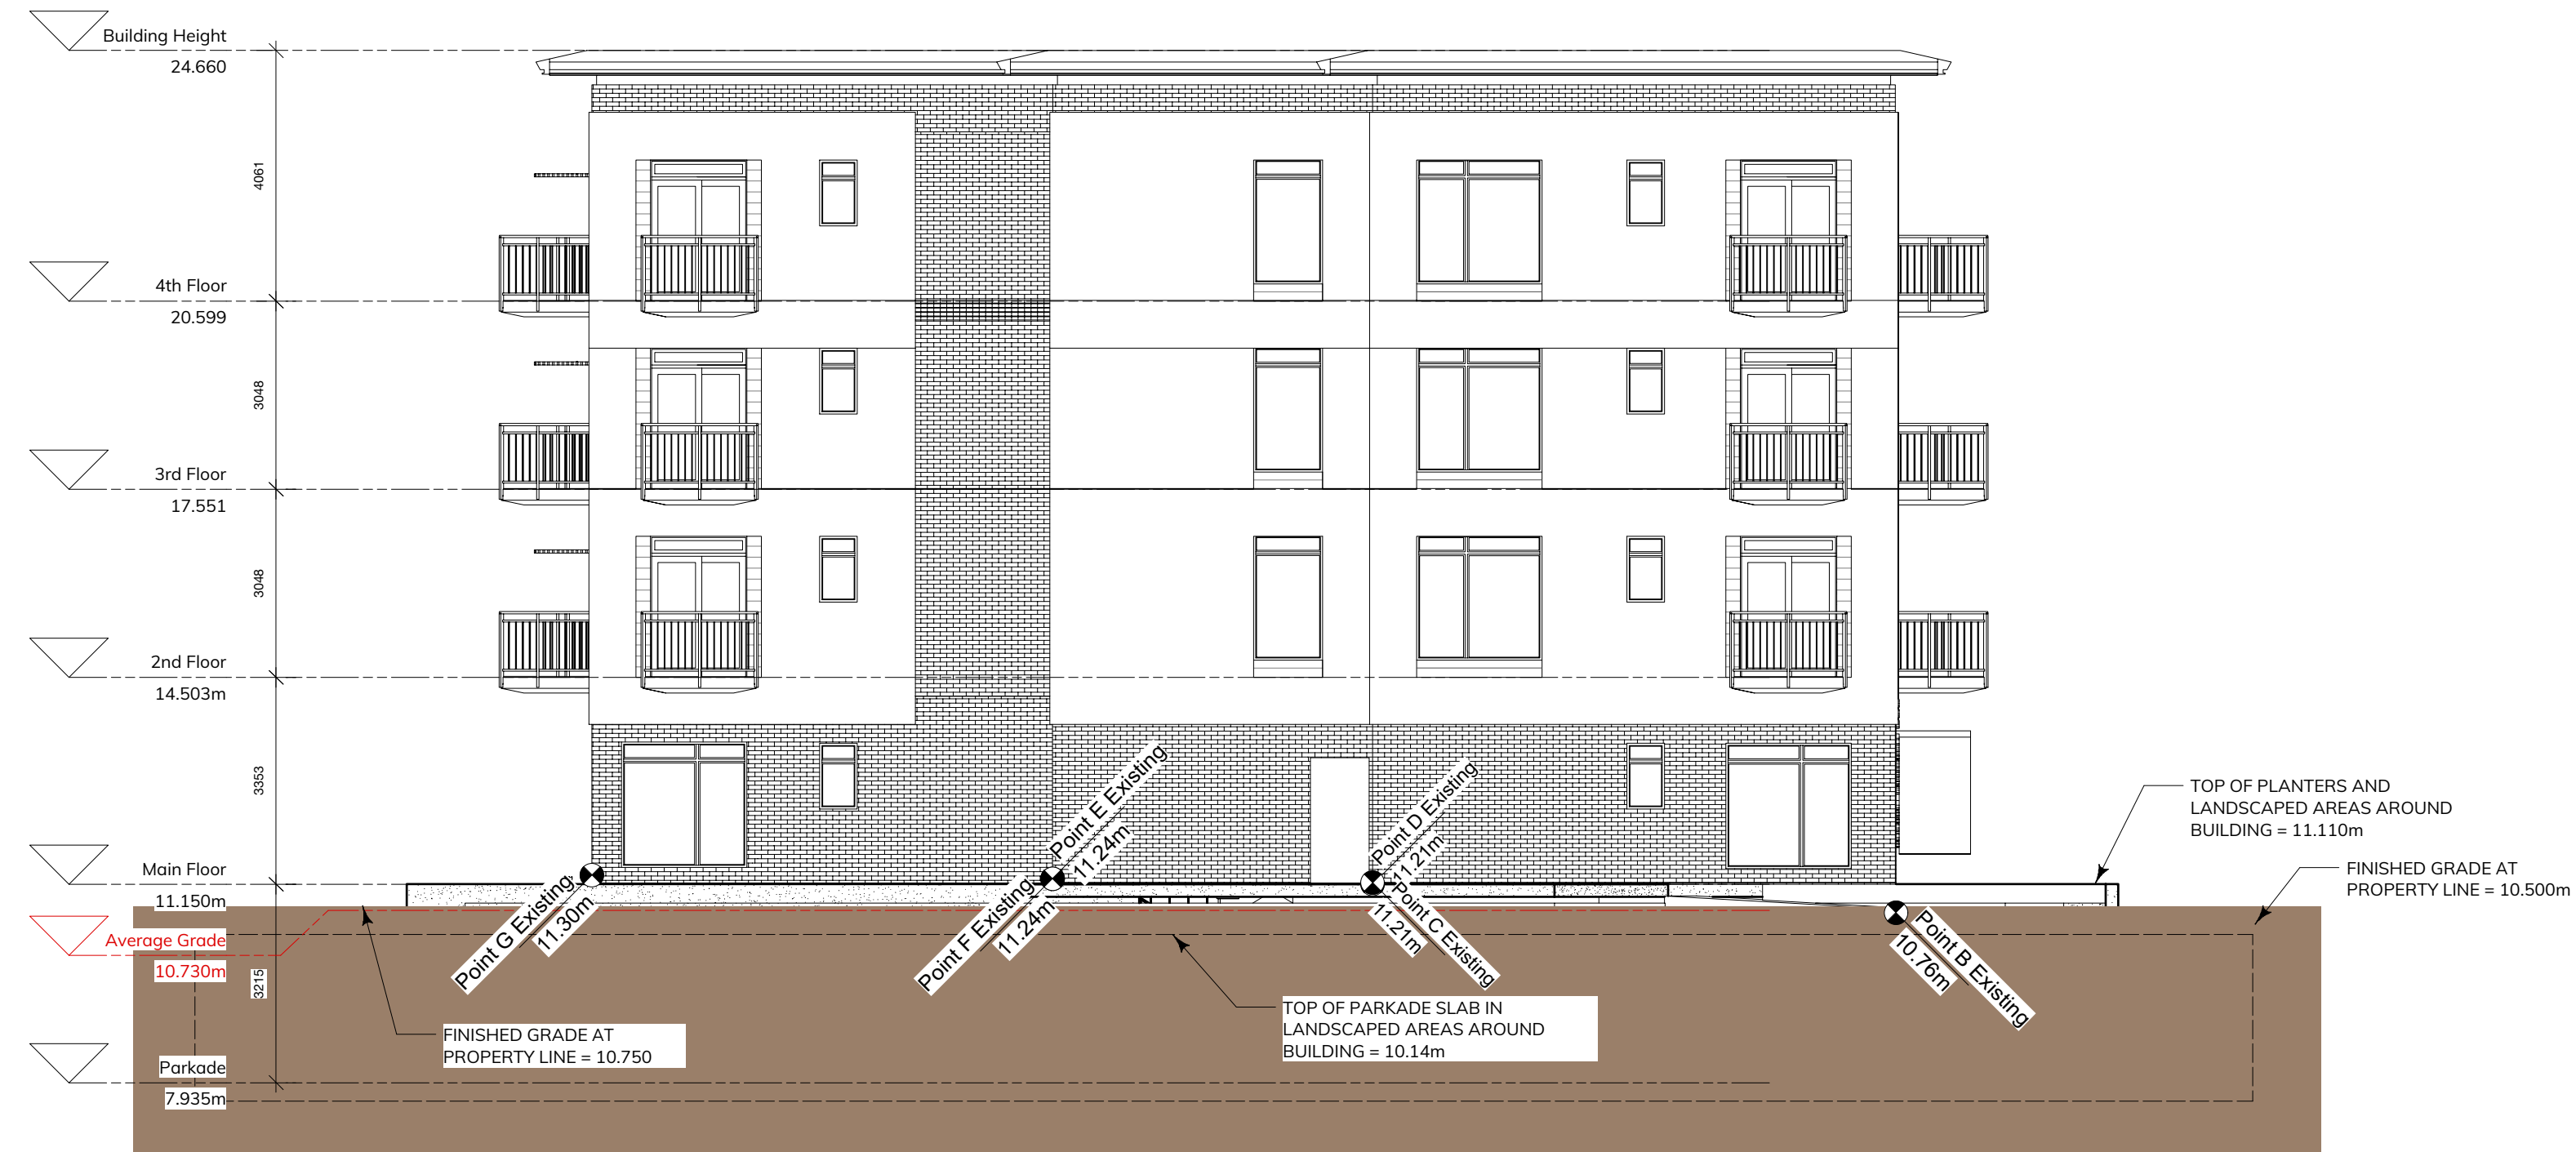 Building Height
24.660
4061
4th Floor
20.599
3048
3rd Floor
17.551
3048
2nd Floor
14.503m
3353
Main Floor
11.150m
Average Grade
10.730m
3215
Parkade
7.935m
Point G Existing
11.30m
Point E Existing
11.24m
Point F Existing
11.24m
Point D Existing
11.21m
Point C Existing
11.21m
Point B Existing
10.76m
TOP OF PLANTERS AND
LANDSCAPED AREAS AROUND
BUILDING = 11.110m
FINISHED GRADE AT
PROPERTY LINE = 10.500m
FINISHED GRADE AT
PROPERTY LINE = 10.750
TOP OF PARKADE SLAB IN
LANDSCAPED AREAS AROUND
BUILDING = 10.14m